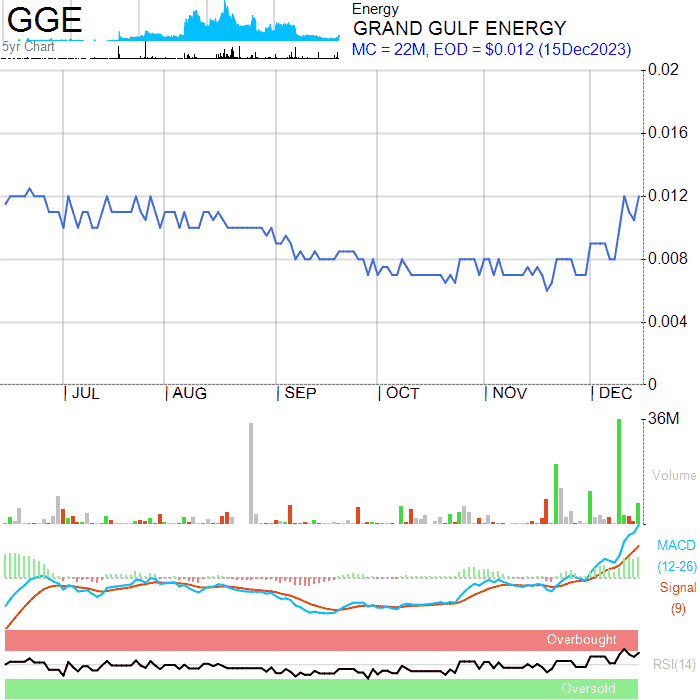 GGE
5yr Chart
Energy
GRAND GULF ENERGY
MC = 22M, EOD = $0.012 (15Dec2023)
0.02
0.016
0.012
0.008
0.004
0
JUL AUG SEP OCT NOV DEC
36M
Volume
MACD
(12-26)
Signal
(9)
Overbought
RSI(14)
Oversold